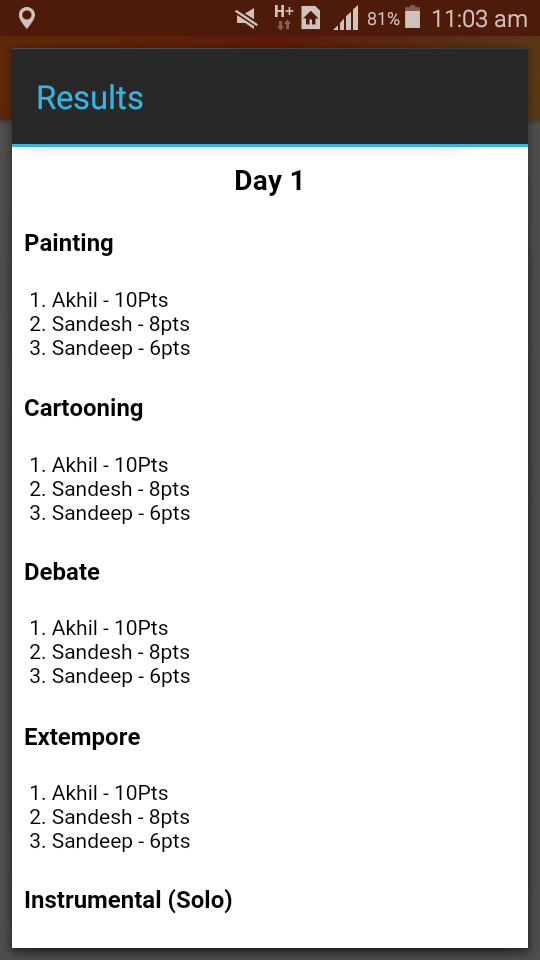 H+ 81% 11:03 am
Results
Day 1
Painting
1. Akhil - 10Pts
2. Sandesh - 8pts
3. Sandeep - 6pts
Cartooning
1. Akhil - 10Pts
2. Sandesh - 8pts
3. Sandeep - 6pts
Debate
1. Akhil - 10Pts
2. Sandesh - 8pts
3. Sandeep - 6pts
Extempore
1. Akhil - 10Pts
2. Sandesh - 8pts
3. Sandeep - 6pts
Instrumental (Solo)